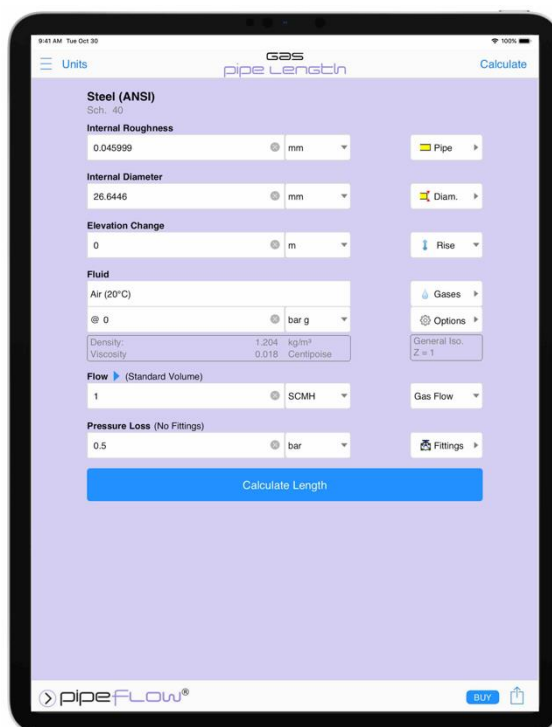 9:41 AM Tue Oct 30 100%
Units Gas Calculate
pipe Length
Steel (ANSI)
Sch. 40
Internal Roughness
0.045999 mm Pipe
Internal Diameter
26.6446 mm Diam.
Elevation Change
0 m Rise
Fluid
Air (20°C) Gases
@ 0 bar g Options
Density: 1.204 kg/m³ General Iso.
Viscosity 0.018 Centipoise Z = 1
Flow (Standard Volume)
1 SCMH Gas Flow
Pressure Loss (No Fittings)
0.5 bar Fittings
Calculate Length
pipeFLOW® BUY